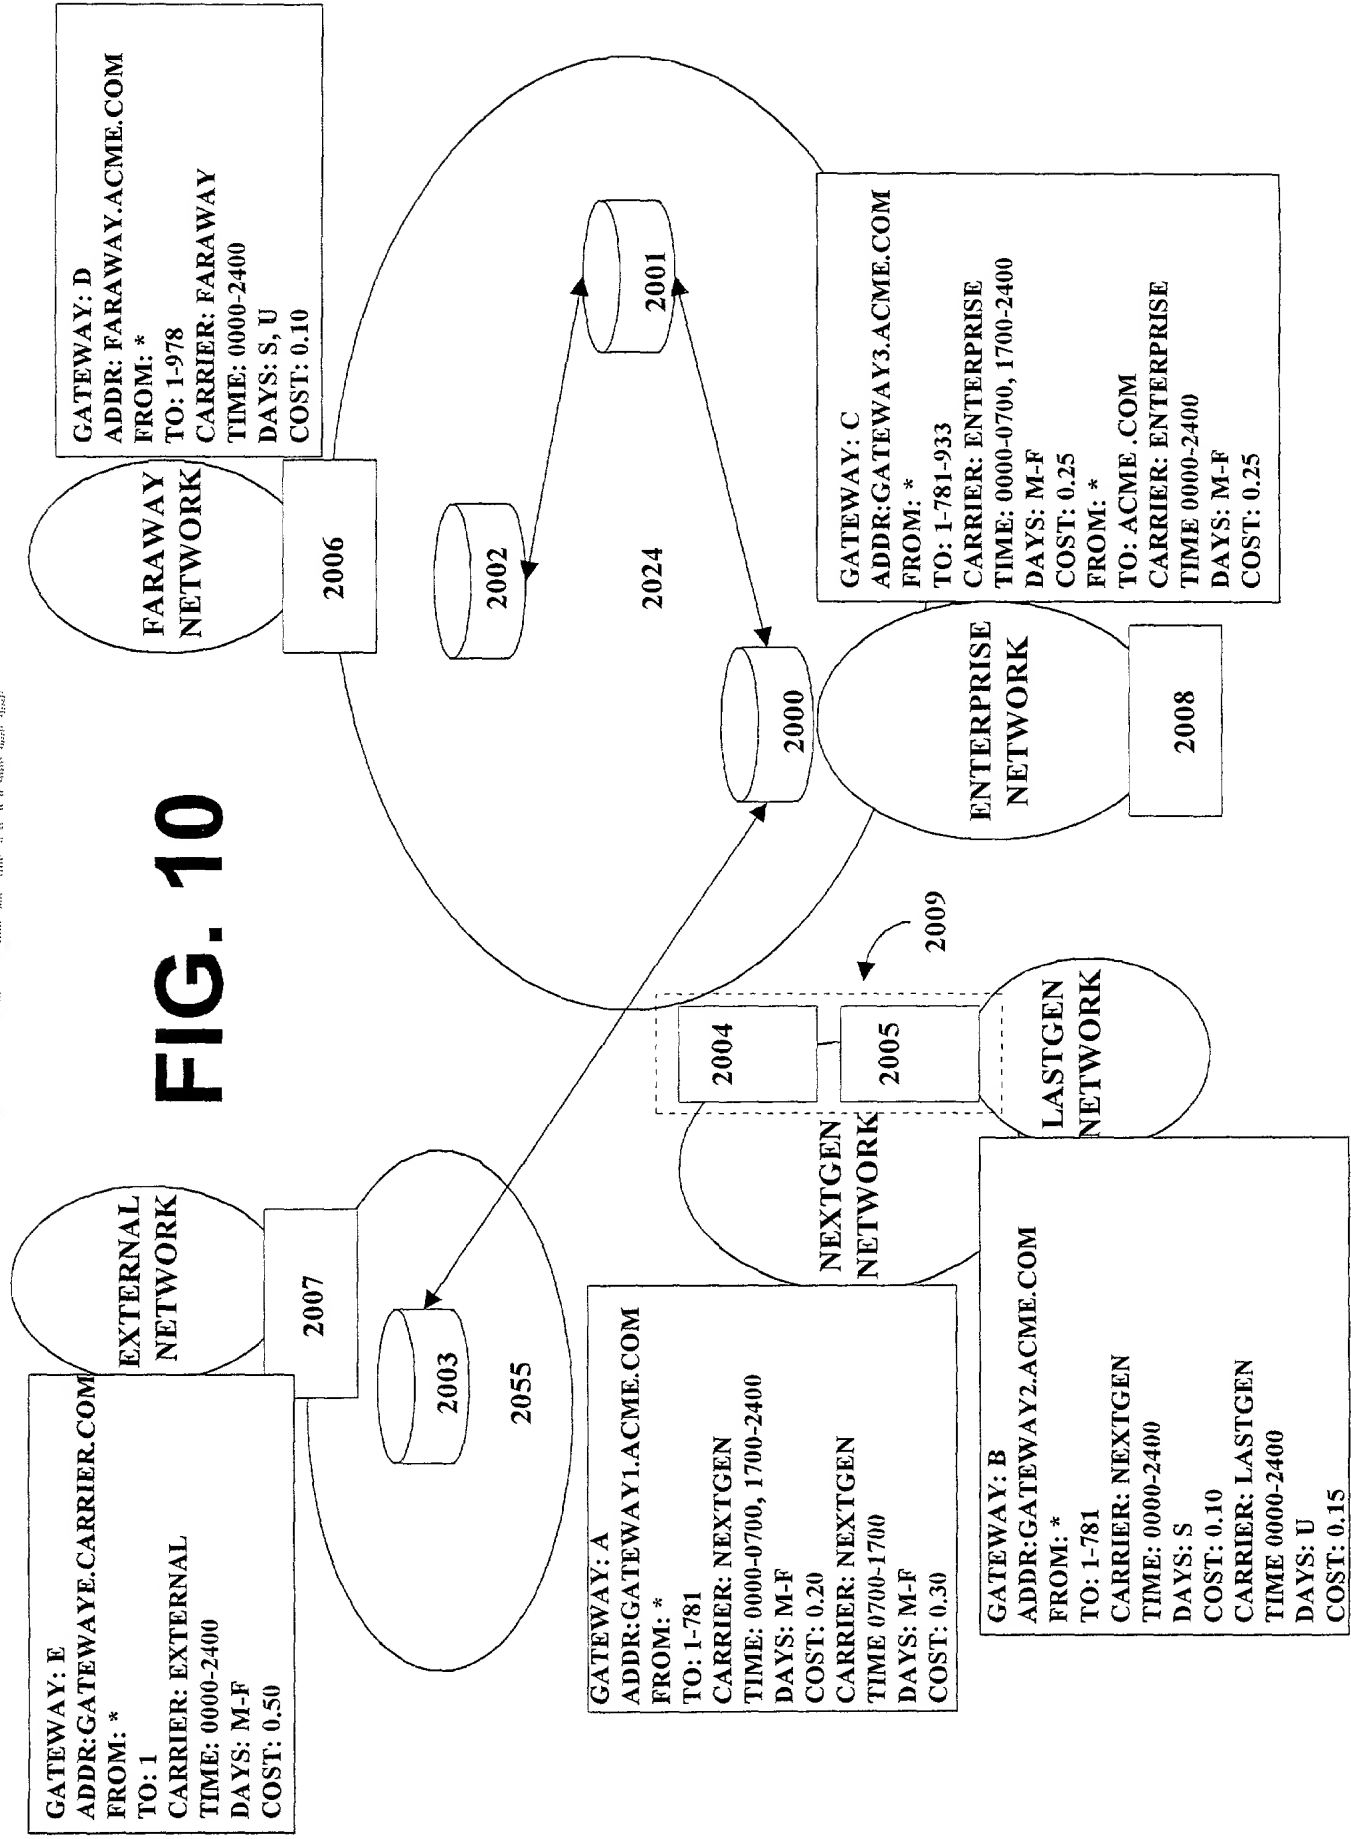 FIG. 10
GATEWAY: E
ADDR:GATEWAYE.CARRIER.COM
FROM: *
TO: 1
CARRIER: EXTERNAL
TIME: 0000-2400
DAYS: M-F
COST: 0.50
EXTERNAL
NETWORK
2007
2003
2055
GATEWAY: D
ADDR: FARAWAY.ACME.COM
FROM: *
TO: 1-978
CARRIER: FARAWAY
TIME: 0000-2400
DAYS: S, U
COST: 0.10
FARAWAY
NETWORK
2006
2002
2024
2001
2000
GATEWAY: A
ADDR:GATEWAY1.ACME.COM
FROM: *
TO: 1-781
CARRIER: NEXTGEN
TIME: 0000-0700, 1700-2400
DAYS: M-F
COST: 0.20
CARRIER: NEXTGEN
TIME 0700-1700
DAYS: M-F
COST: 0.30
NEXTGEN
NETWORK
2004
2005
2009
LASTGEN
NETWORK
GATEWAY: B
ADDR:GATEWAY2.ACME.COM
FROM: *
TO: 1-781
CARRIER: NEXTGEN
TIME: 0000-2400
DAYS: S
COST: 0.10
CARRIER: LASTGEN
TIME 0000-2400
DAYS: U
COST: 0.15
ENTERPRISE
NETWORK
2008
GATEWAY: C
ADDR:GATEWAY3.ACME.COM
FROM: *
TO: 1-781-933
CARRIER: ENTERPRISE
TIME: 0000-0700, 1700-2400
DAYS: M-F
COST: 0.25
FROM: *
TO: ACME .COM
CARRIER: ENTERPRISE
TIME 0000-2400
DAYS: M-F
COST: 0.25